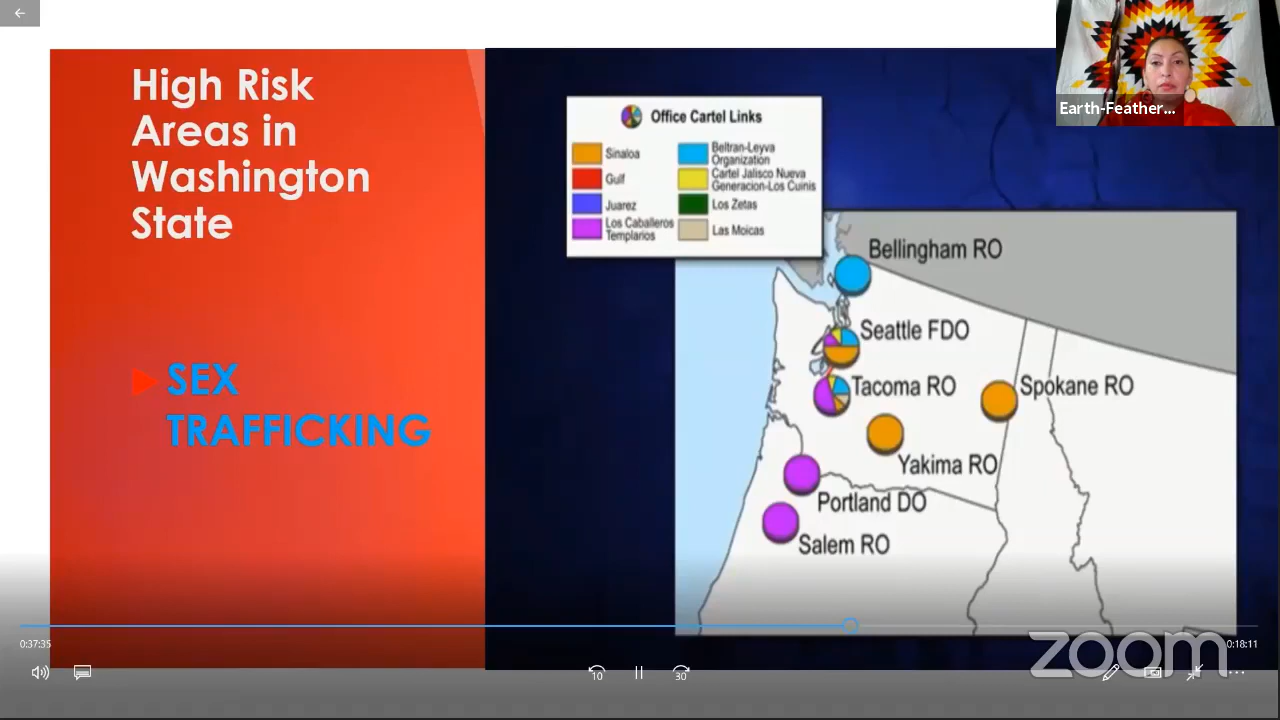 Earth-Feather...
High Risk
Areas in
Washington
State
SEX
TRAFFICKING
Office Cartel Links
Sinaloa
Gulf
Juarez
Los Caballeros
Templarios
Beltran-Leyva
Organization
Cartel Jalisco Nueva
Generacion-Los Cuinis
Los Zetas
Las Moicas
Bellingham RO
Seattle FDO
Tacoma RO
Spokane RO
Yakima RO
Portland DO
Salem RO
0:37:35
0:18:11
10
30
zoom